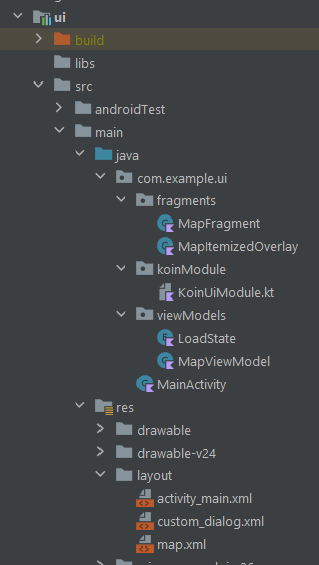 ui
build
libs
src
androidTest
main
java
com.example.ui
fragments
MapFragment
MapItemizedOverlay
koinModule
KoinUiModule.kt
viewModels
LoadState
MapViewModel
MainActivity
res
drawable
drawable-v24
layout
activity_main.xml
custom_dialog.xml
map.xml